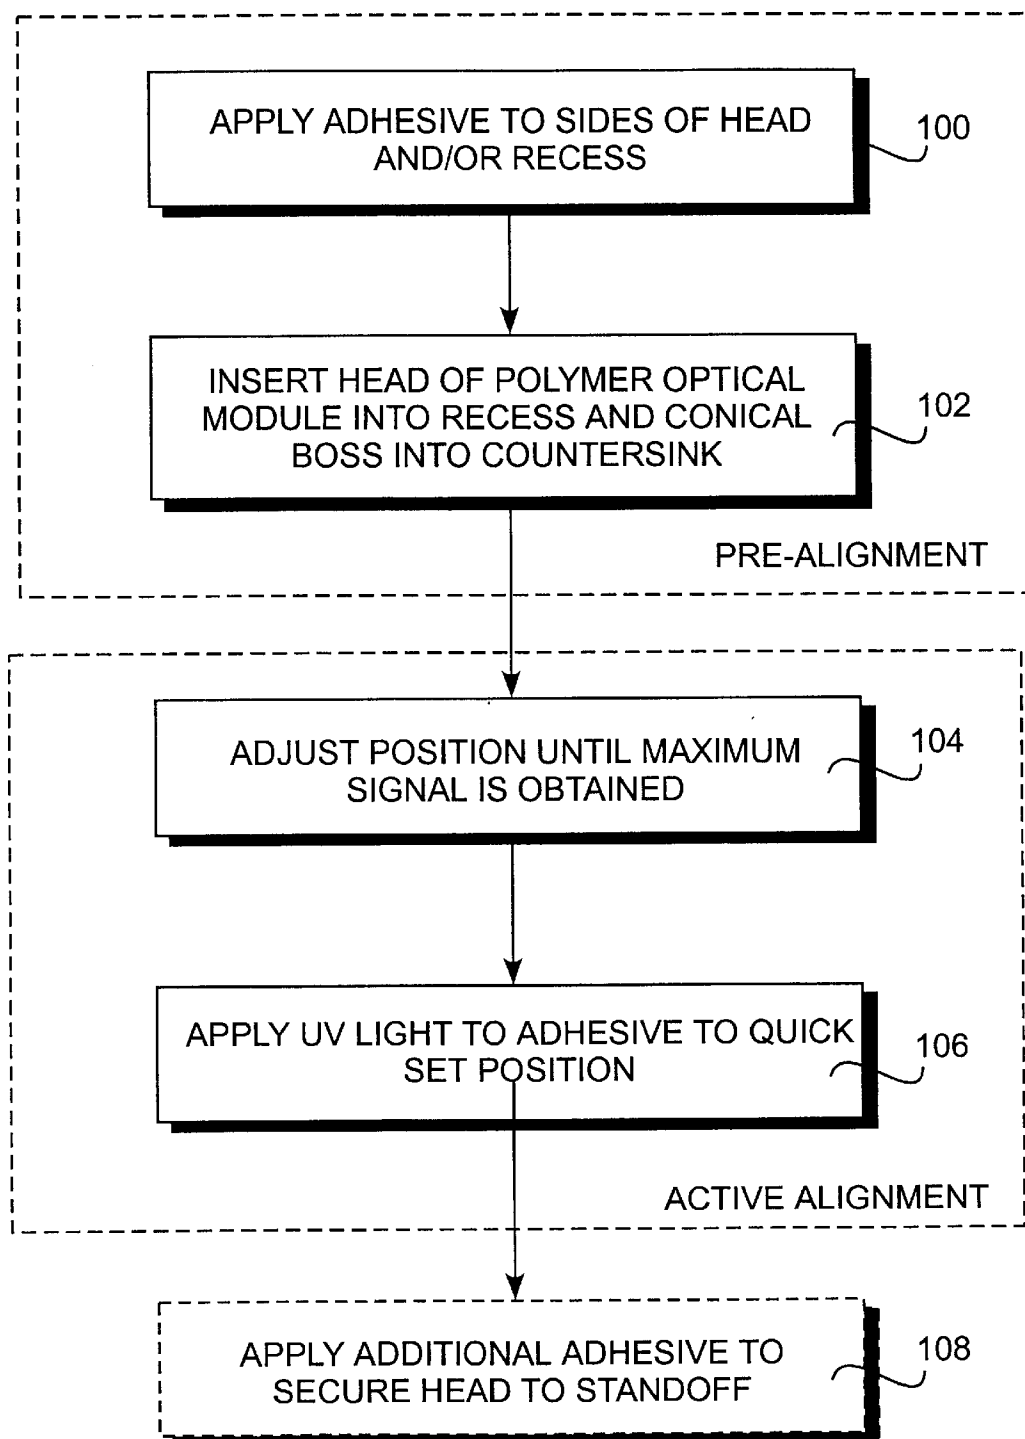 APPLY ADHESIVE TO SIDES OF HEAD
AND/OR RECESS
100
INSERT HEAD OF POLYMER OPTICAL
MODULE INTO RECESS AND CONICAL
BOSS INTO COUNTERSINK
102
PRE-ALIGNMENT
ADJUST POSITION UNTIL MAXIMUM
SIGNAL IS OBTAINED
104
APPLY UV LIGHT TO ADHESIVE TO QUICK
SET POSITION
106
ACTIVE ALIGNMENT
APPLY ADDITIONAL ADHESIVE TO
SECURE HEAD TO STANDOFF
108